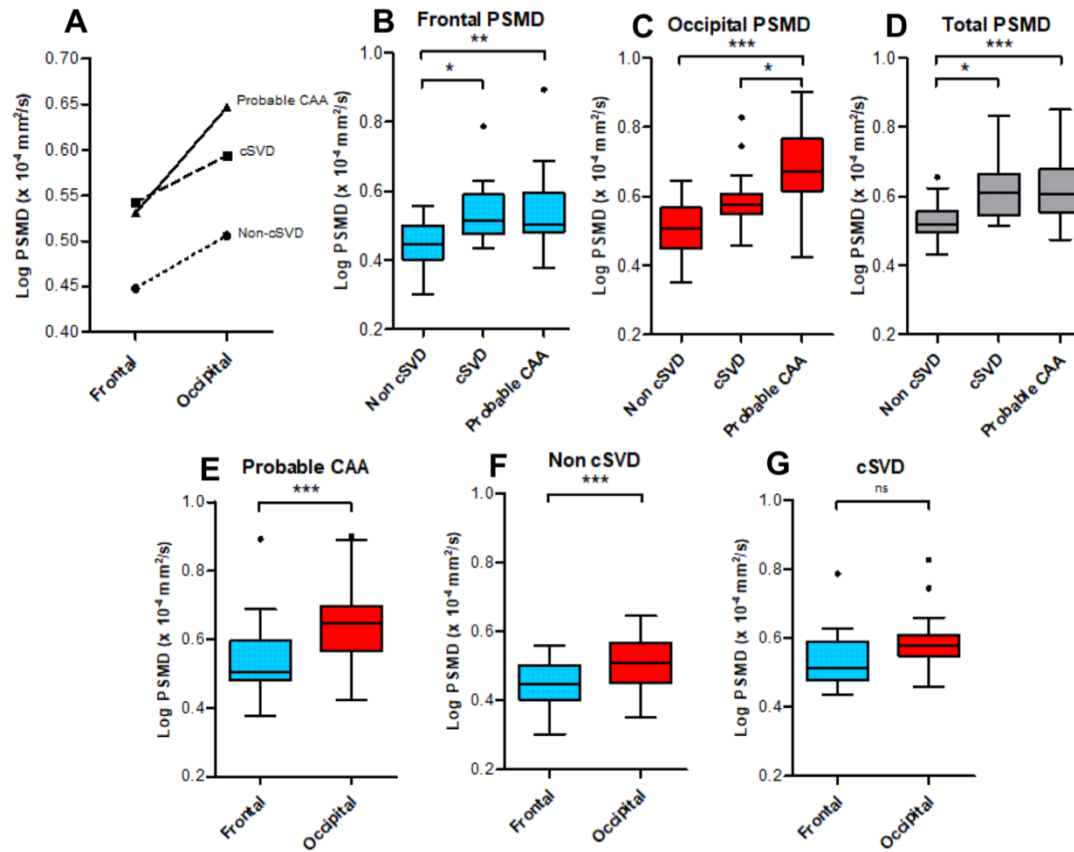 A
Log PSMD (x 10⁻⁴ mm²/s)
0.70
0.65
0.60
0.55
0.50
0.45
0.40
Probable CAA
cSVD
Non-cSVD
Frontal
Occipital
B
Frontal PSMD
**
*
Log PSMD (x 10⁻⁴ mm²/s)
1.0
0.8
0.6
0.4
0.2
Non cSVD
cSVD
Probable CAA
C
Occipital PSMD
***
*
Log PSMD (x 10⁻⁴ mm²/s)
1.0
0.8
0.6
0.4
0.2
Non cSVD
cSVD
Probable CAA
D
Total PSMD
***
*
Log PSMD (x 10⁻⁴ mm²/s)
1.0
0.8
0.6
0.4
0.2
Non cSVD
cSVD
Probable CAA
E
Probable CAA
***
Log PSMD (x 10⁻⁴ mm²/s)
1.0
0.8
0.6
0.4
0.2
Frontal
Occipital
F
Non cSVD
***
Log PSMD (x 10⁻⁴ mm²/s)
1.0
0.8
0.6
0.4
0.2
Frontal
Occipital
G
cSVD
ns
Log PSMD (x 10⁻⁴ mm²/s)
1.0
0.8
0.6
0.4
0.2
Frontal
Occipital